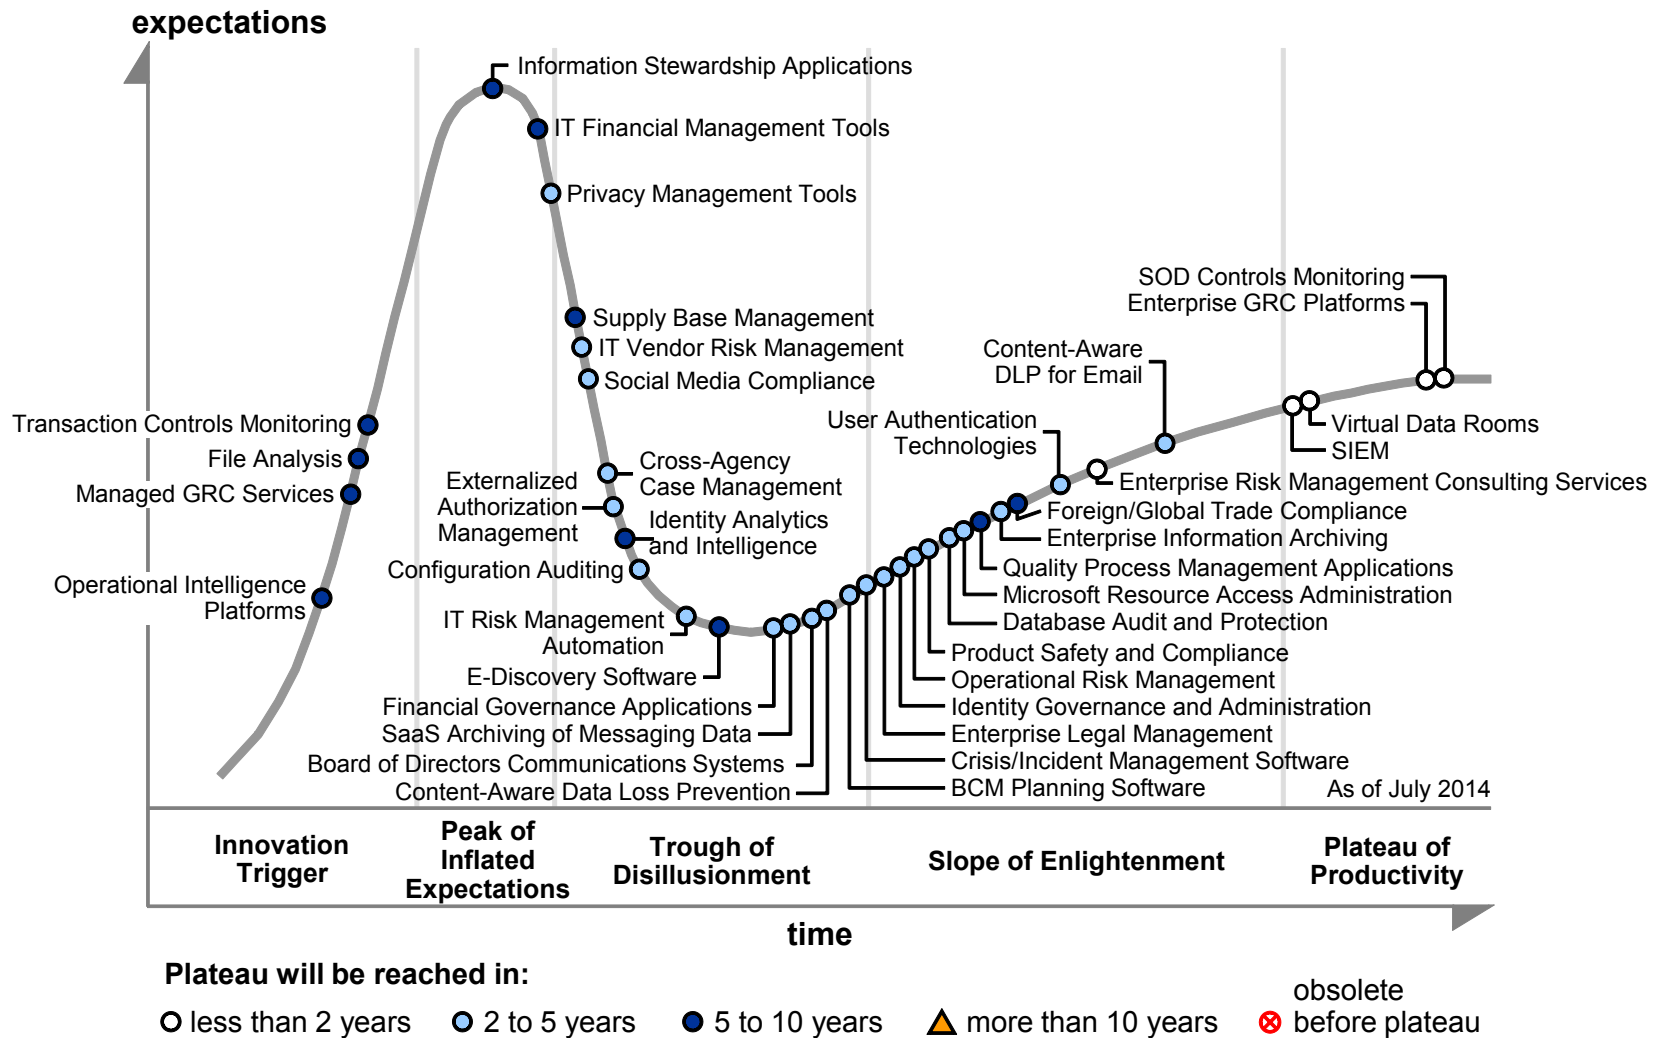 expectations
Information Stewardship Applications
IT Financial Management Tools
Privacy Management Tools
Supply Base Management
IT Vendor Risk Management
Social Media Compliance
Transaction Controls Monitoring
File Analysis
Managed GRC Services
Operational Intelligence
Platforms
Cross-Agency
Case Management
Externalized
Authorization
Management
Identity Analytics
and Intelligence
Configuration Auditing
IT Risk Management
Automation
E-Discovery Software
Financial Governance Applications
SaaS Archiving of Messaging Data
Board of Directors Communications Systems
Content-Aware Data Loss Prevention
SOD Controls Monitoring
Enterprise GRC Platforms
Content-Aware
DLP for Email
User Authentication
Technologies
Virtual Data Rooms
SIEM
Enterprise Risk Management Consulting Services
Foreign/Global Trade Compliance
Enterprise Information Archiving
Quality Process Management Applications
Microsoft Resource Access Administration
Database Audit and Protection
Product Safety and Compliance
Operational Risk Management
Identity Governance and Administration
Enterprise Legal Management
Crisis/Incident Management Software
BCM Planning Software
As of July 2014
Innovation
Trigger
Peak of
Inflated
Expectations
Trough of
Disillusionment
Slope of Enlightenment
Plateau of
Productivity
time
Plateau will be reached in:
less than 2 years
2 to 5 years
5 to 10 years
more than 10 years
obsolete
before plateau